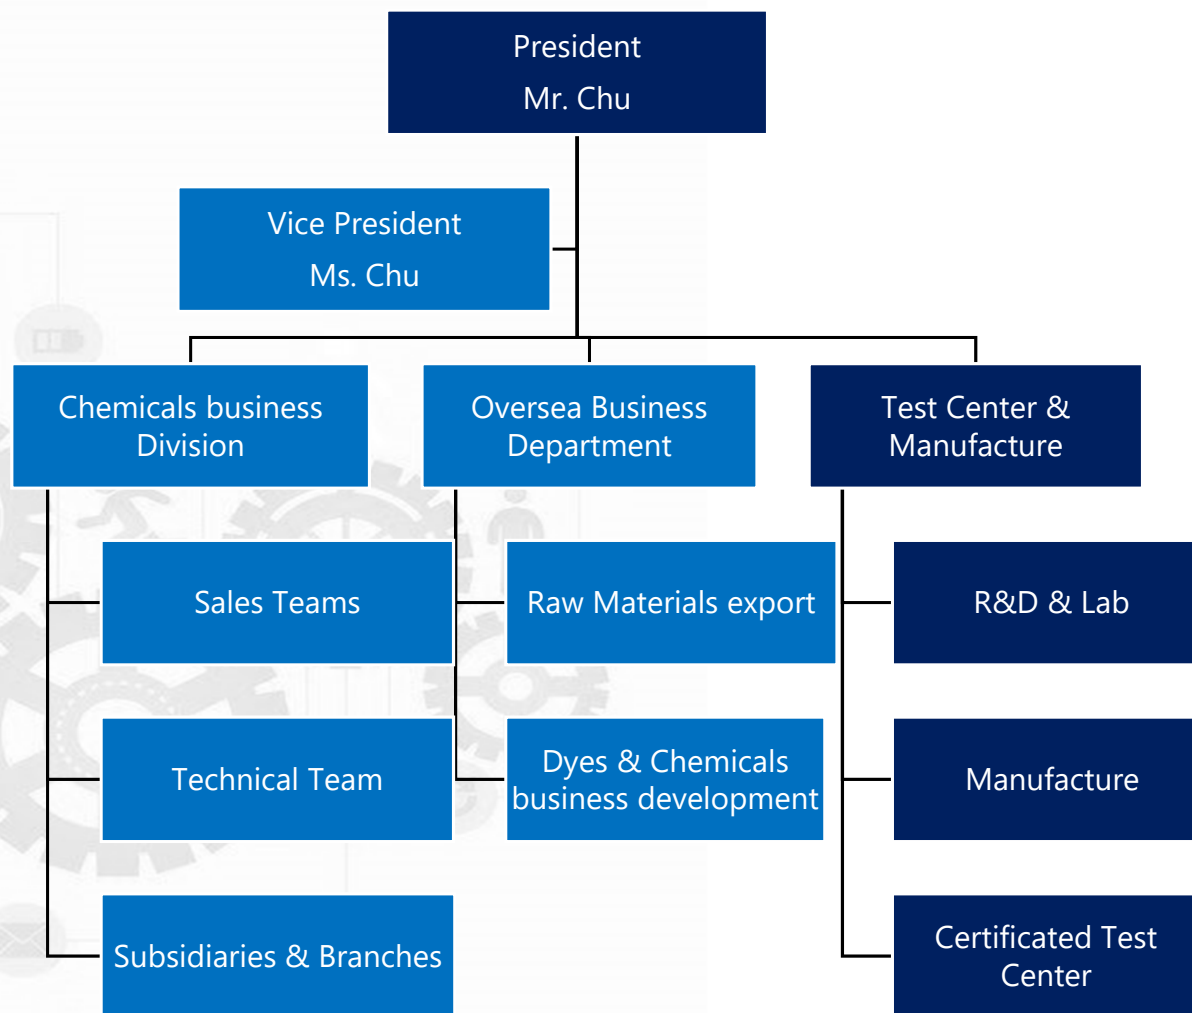 President
Mr. Chu
Vice President
Ms. Chu
Chemicals business
Division
Oversea Business
Department
Test Center &
Manufacture
Sales Teams
Raw Materials export
R&D & Lab
Technical Team
Dyes & Chemicals
business development
Manufacture
Subsidiaries & Branches
Certificated Test
Center